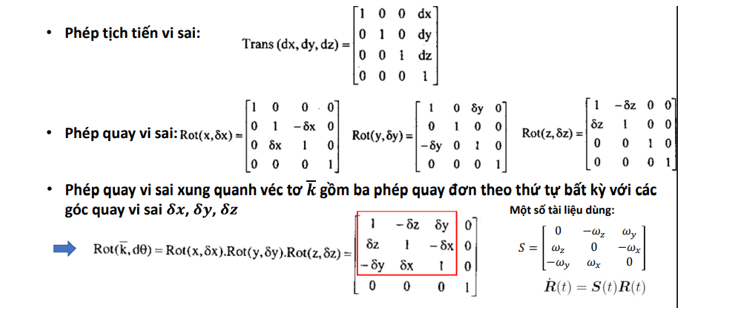 • Phép tịch tiến vi sai: Trans (dx, dy, dz) = [1 0 0 dx
0 1 0 dy
0 0 1 dz
0 0 0 1]
• Phép quay vi sai: Rot(x,δx) = [1 0 0 0
0 1 −δx 0
0 δx 1 0
0 0 0 1]
Rot(y,δy) = [1 0 δy 0
0 1 0 0
−δy 0 1 0
0 0 0 1]
Rot(z,δz) = [1 −δz 0 0
δz 1 0 0
0 0 1 0
0 0 0 1]
• Phép quay vi sai xung quanh véc tơ k̅ gồm ba phép quay đơn theo thứ tự bất kỳ với các
góc quay vi sai δx, δy, δz
Rot(k̅,dθ) = Rot(x,δx).Rot(y,δy).Rot(z,δz) = [1 −δz δy 0
δz 1 −δx 0
−δy δx 1 0
0 0 0 1]
Một số tài liệu dùng:
S = [0 −ω_z ω_y
ω_z 0 −ω_x
−ω_y ω_x 0]
Ṙ(t) = S(t)R(t)